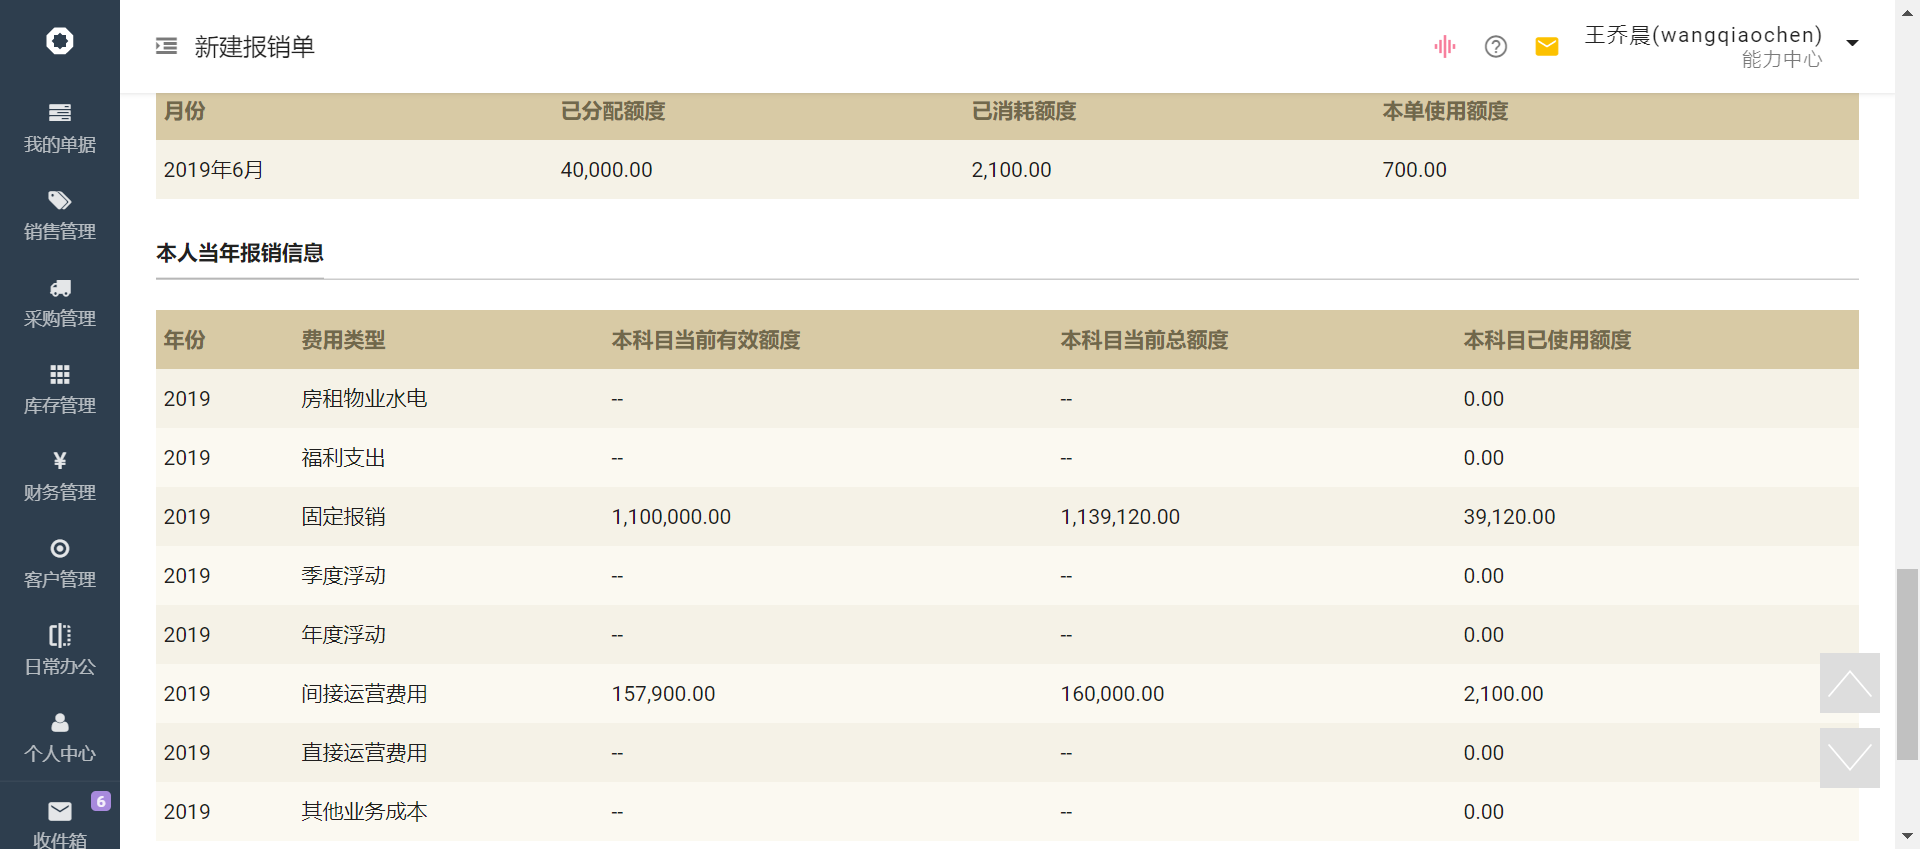 新建报销单
王乔晨(wangqiaochen)
能力中心
我的单据
销售管理
采购管理
库存管理
¥
财务管理
客户管理
日常办公
个人中心
6
收件箱
月份 已分配额度 已消耗额度 本单使用额度
2019年6月 40,000.00 2,100.00 700.00
本人当年报销信息
年份 费用类型 本科目当前有效额度 本科目当前总额度 本科目已使用额度
2019 房租物业水电 -- -- 0.00
2019 福利支出 -- -- 0.00
2019 固定报销 1,100,000.00 1,139,120.00 39,120.00
2019 季度浮动 -- -- 0.00
2019 年度浮动 -- -- 0.00
2019 间接运营费用 157,900.00 160,000.00 2,100.00
2019 直接运营费用 -- -- 0.00
2019 其他业务成本 -- -- 0.00